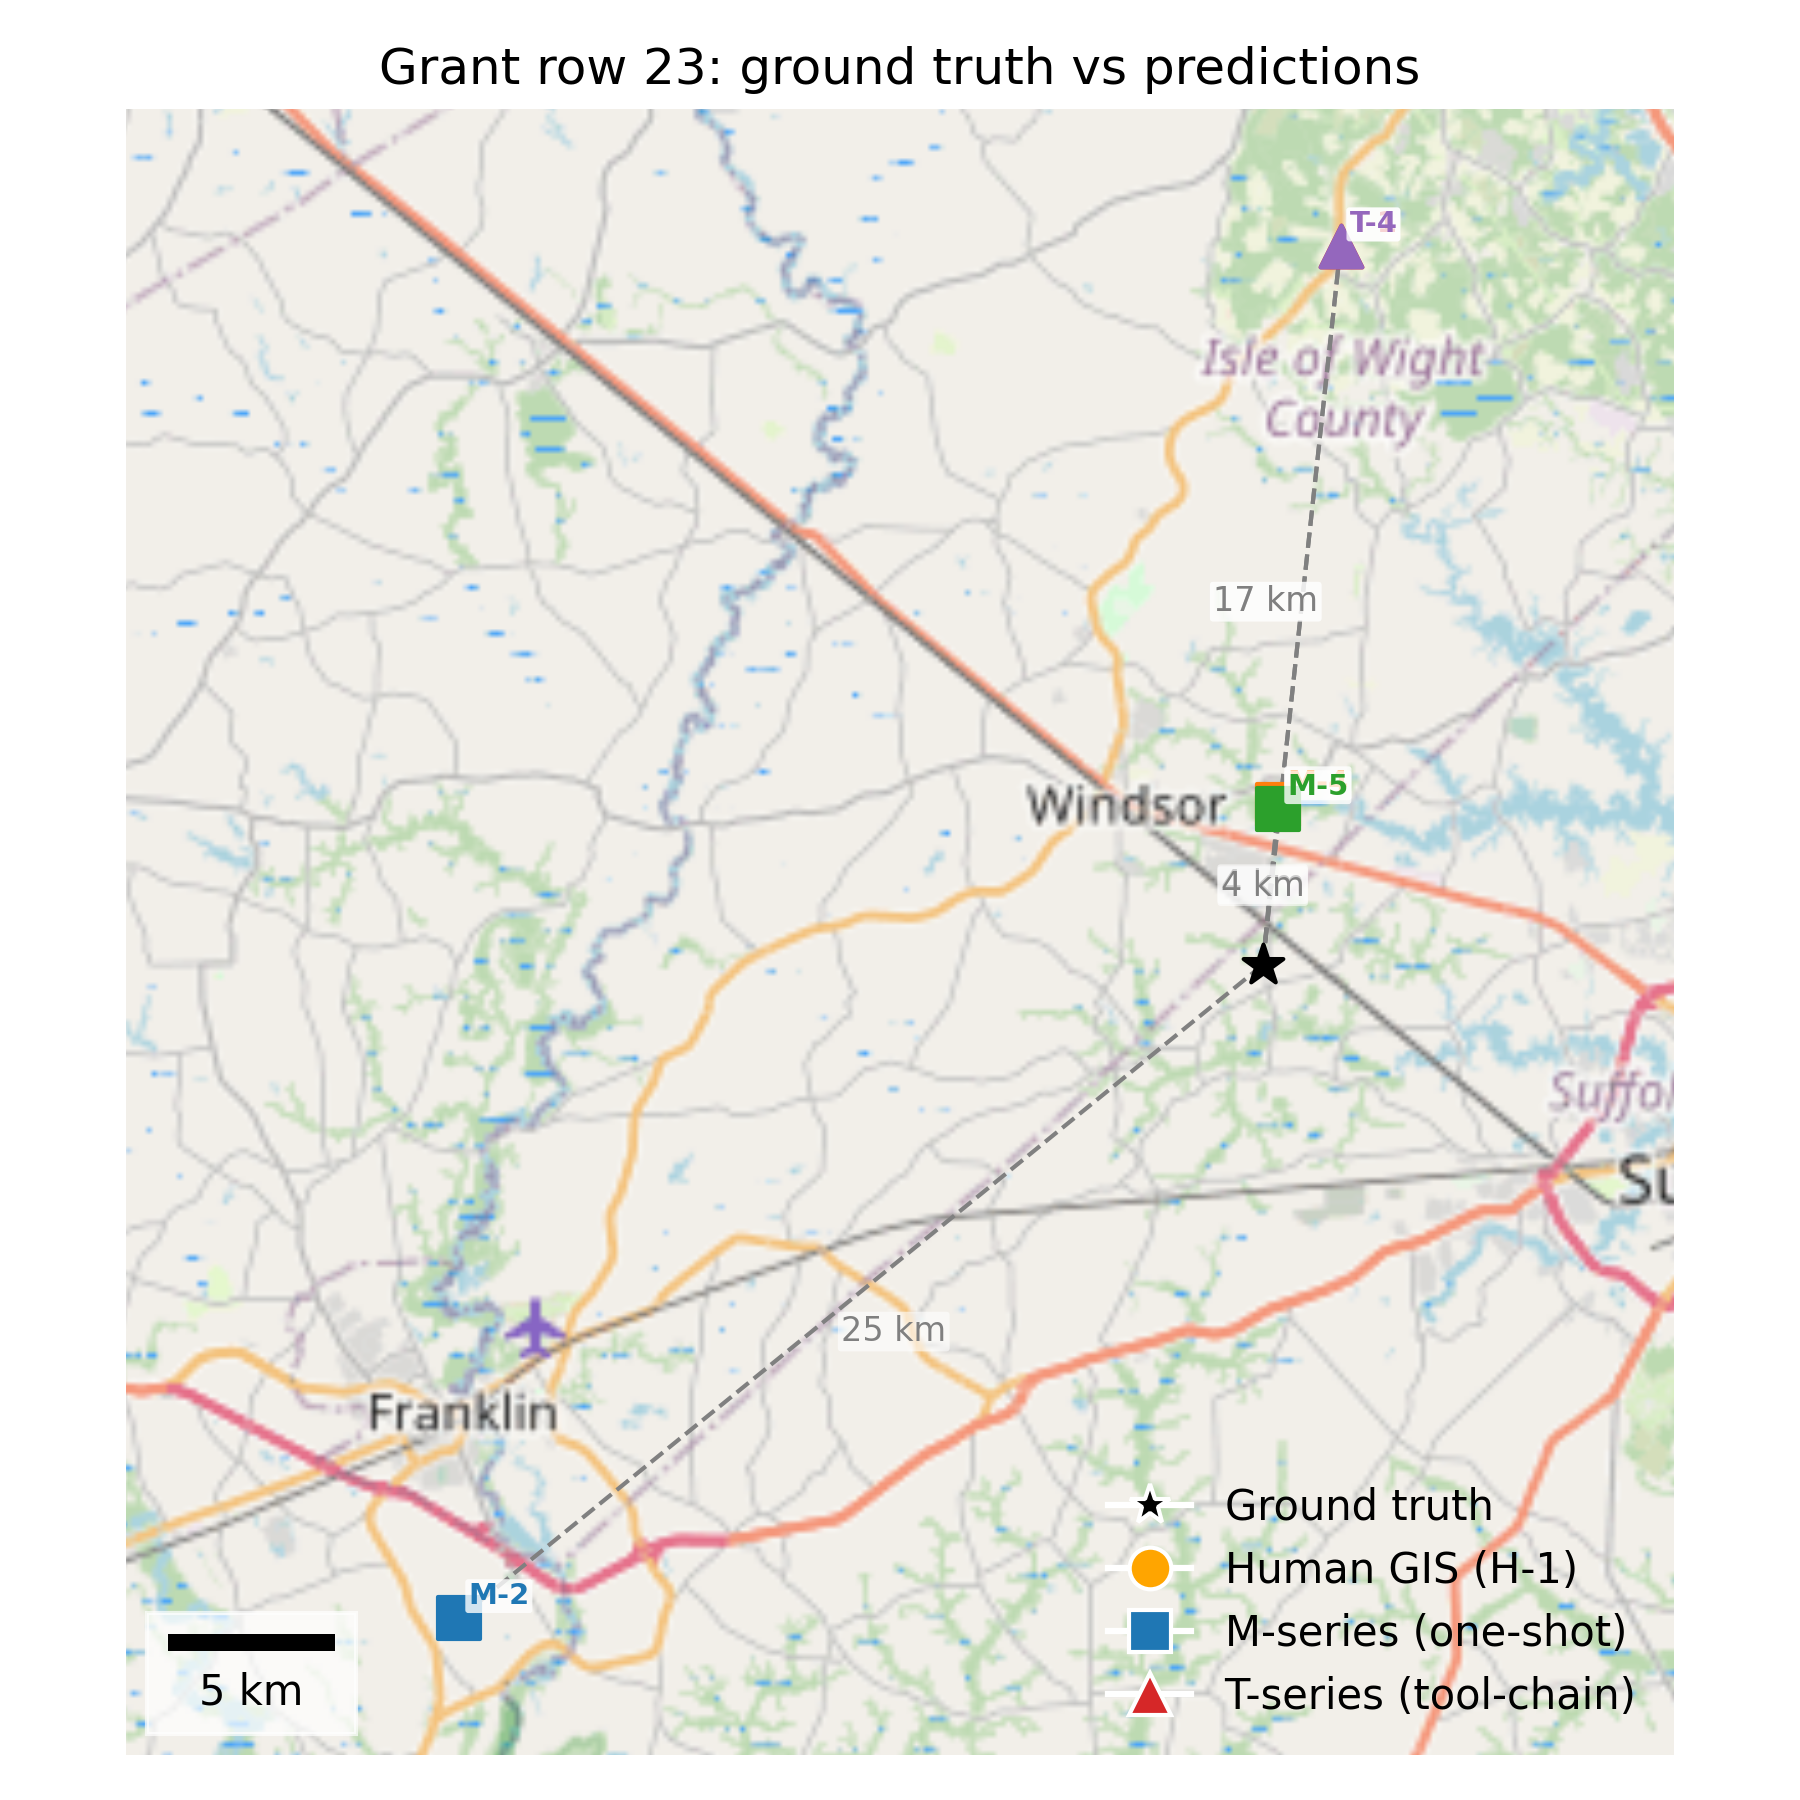 Grant row 23: ground truth vs predictions
T-4
Isle of Wight
County
17 km
M-5
Windsor
4 km
Suffol
Su
25 km
Franklin
M-2
Ground truth
Human GIS (H-1)
M-series (one-shot)
T-series (tool-chain)
5 km